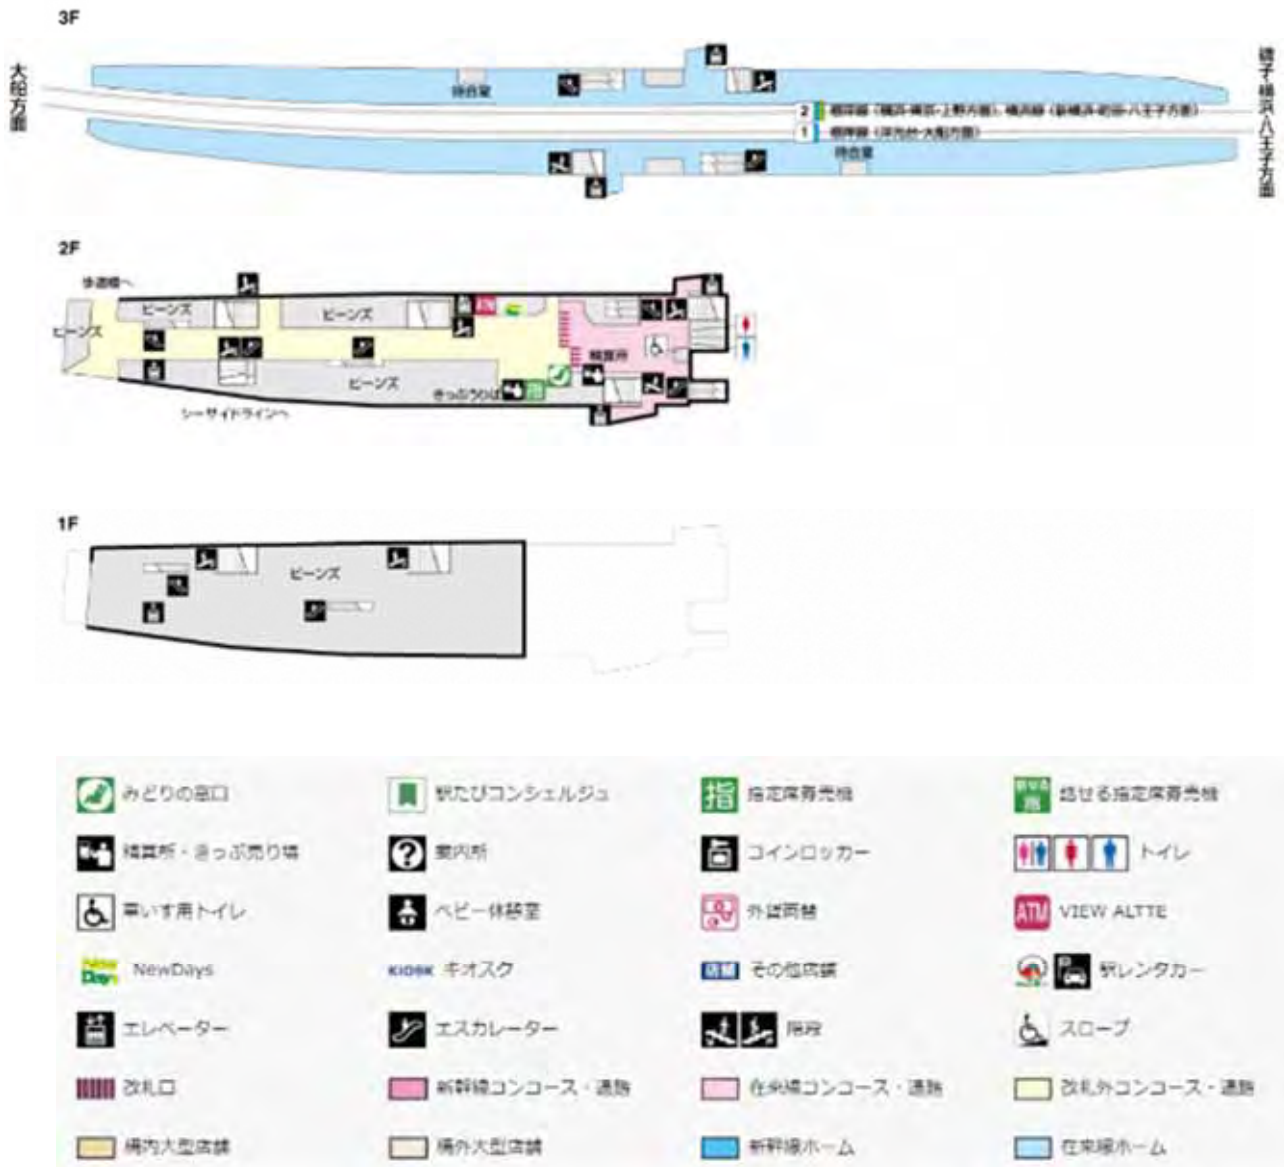 3F
大船方面
磯子・横浜・八王子方面
待合室
2 根岸線（横浜・東京・上野方面）、横浜線（新横浜・町田・八王子方面）
1 根岸線（洋光台・大船方面）
待合室
2F
歩道橋へ
ビーンズ
ビーンズ
ビーンズ
ATM
精算所
ビーンズ
きっぷうりば
指
シーサイドラインへ
1F
ビーンズ
みどりの窓口
駅たびコンシェルジュ
指 指定席券売機
話せる指定席券売機
精算所・きっぷ売り場
? 案内所
コインロッカー
トイレ
車いす用トイレ
ベビー休憩室
外貨両替
ATM VIEW ALTTE
NewDays
KIOSK キオスク
店舗 その他店舗
駅レンタカー
エレベーター
エスカレーター
階段
スロープ
改札口
新幹線コンコース・通路
在来線コンコース・通路
改札外コンコース・通路
構内大型店舗
構外大型店舗
新幹線ホーム
在来線ホーム